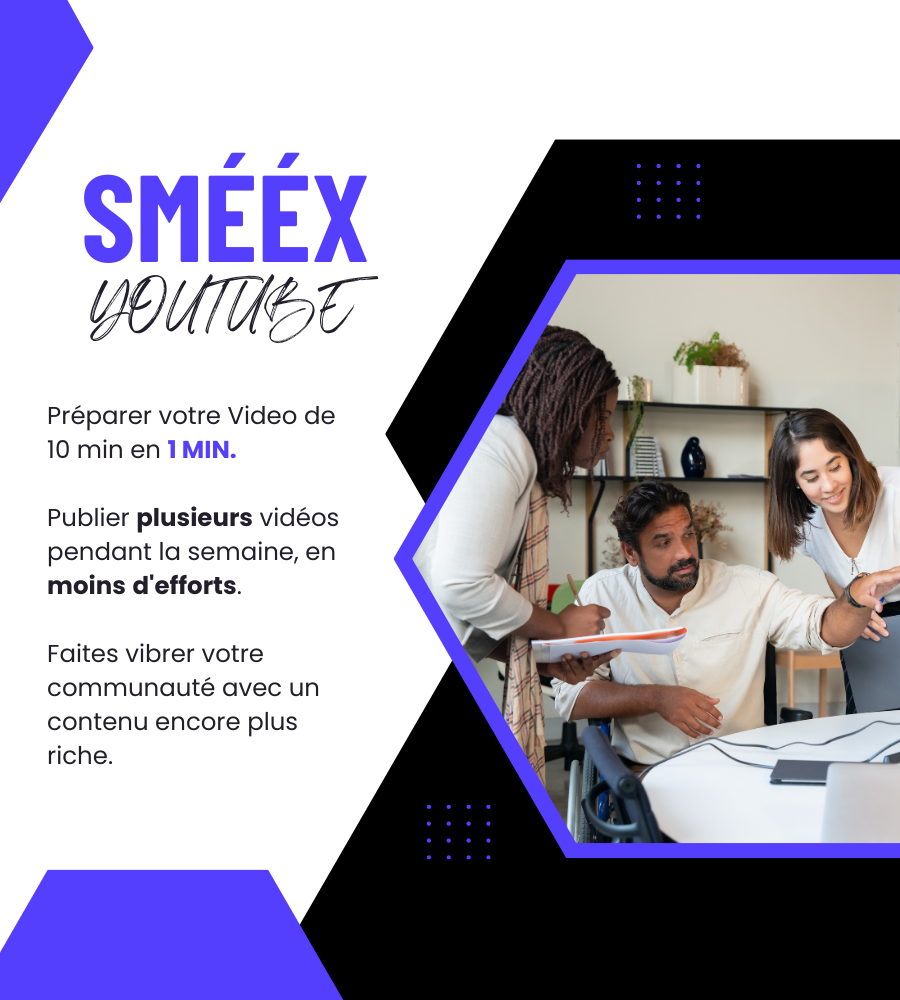 SMÉÉX
YOUTUBE
Préparer votre Video de
10 min en 1 MIN.
Publier plusieurs vidéos
pendant la semaine, en
moins d'efforts.
Faites vibrer votre
communauté avec un
contenu encore plus
riche.